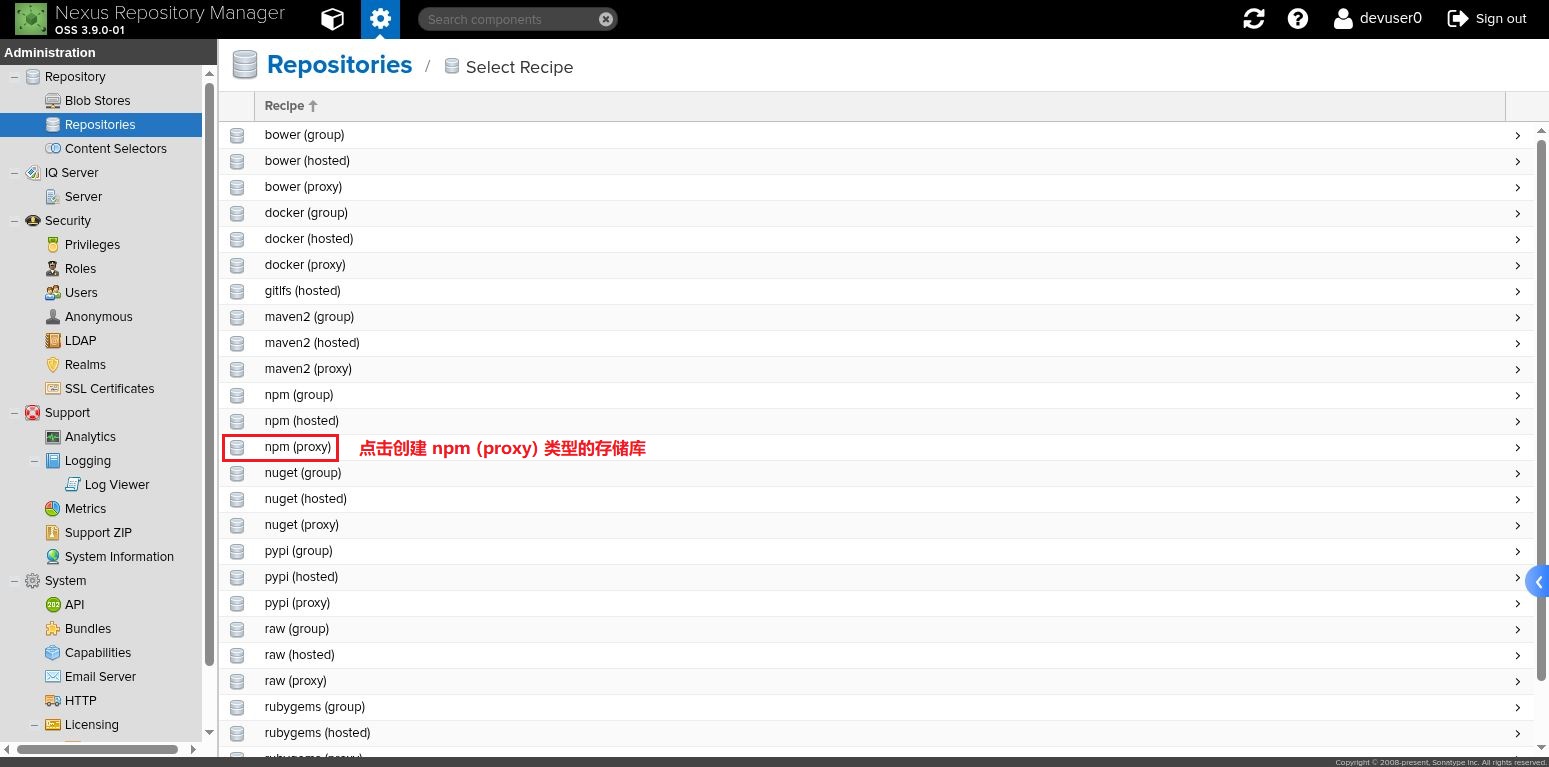 Nexus Repository Manager
OSS 3.9.0-01
Search components
devuser0
Sign out
Administration
Repository
Blob Stores
Repositories
Content Selectors
IQ Server
Server
Security
Privileges
Roles
Users
Anonymous
LDAP
Realms
SSL Certificates
Support
Analytics
Logging
Log Viewer
Metrics
Support ZIP
System Information
System
API
Bundles
Capabilities
Email Server
HTTP
Licensing
Repositories / Select Recipe
Recipe
bower (group)
bower (hosted)
bower (proxy)
docker (group)
docker (hosted)
docker (proxy)
gitlfs (hosted)
maven2 (group)
maven2 (hosted)
maven2 (proxy)
npm (group)
npm (hosted)
npm (proxy) 点击创建 npm (proxy) 类型的存储库
nuget (group)
nuget (hosted)
nuget (proxy)
pypi (group)
pypi (hosted)
pypi (proxy)
raw (group)
raw (hosted)
raw (proxy)
rubygems (group)
rubygems (hosted)
rubygems (proxy)
Copyright © 2008-present, Sonatype Inc. All rights reserved.